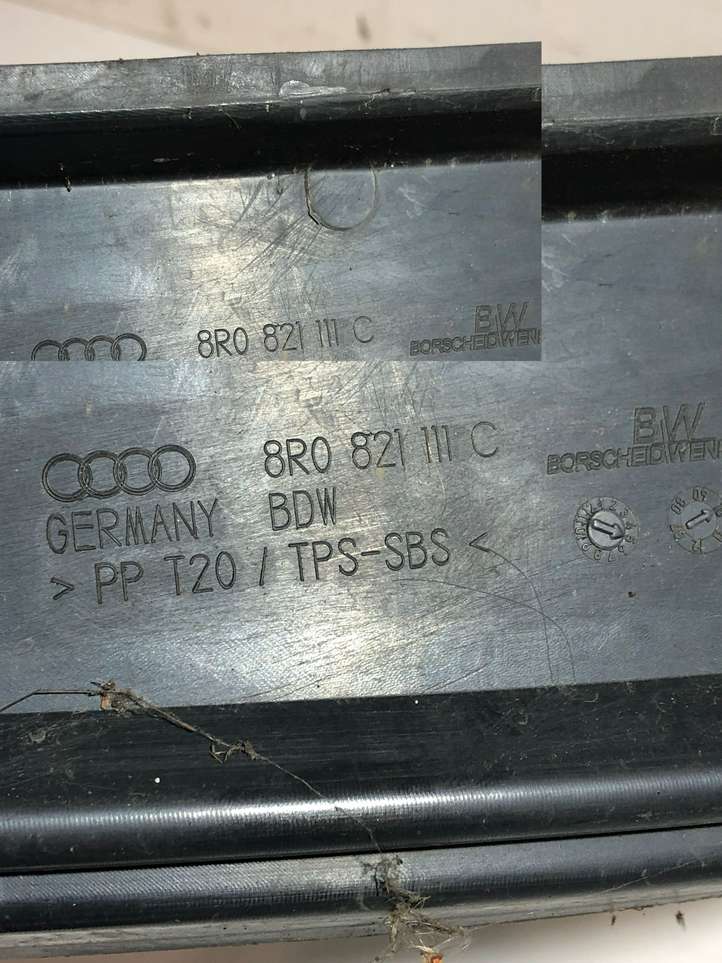 8R0 821 111 C
BW
BORSCHEIDWEN
8R0 821 111 C
BW
BORSCHEIDWEN
GERMANY BDW
> PP T20 / TPS-SBS <